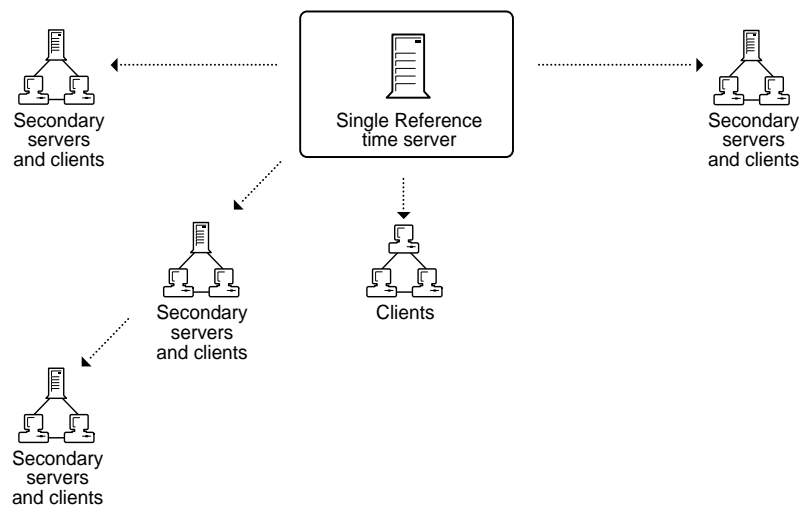 Single Reference
time server
Secondary
servers
and clients
Secondary
servers
and clients
Secondary
servers
and clients
Clients
Secondary
servers
and clients